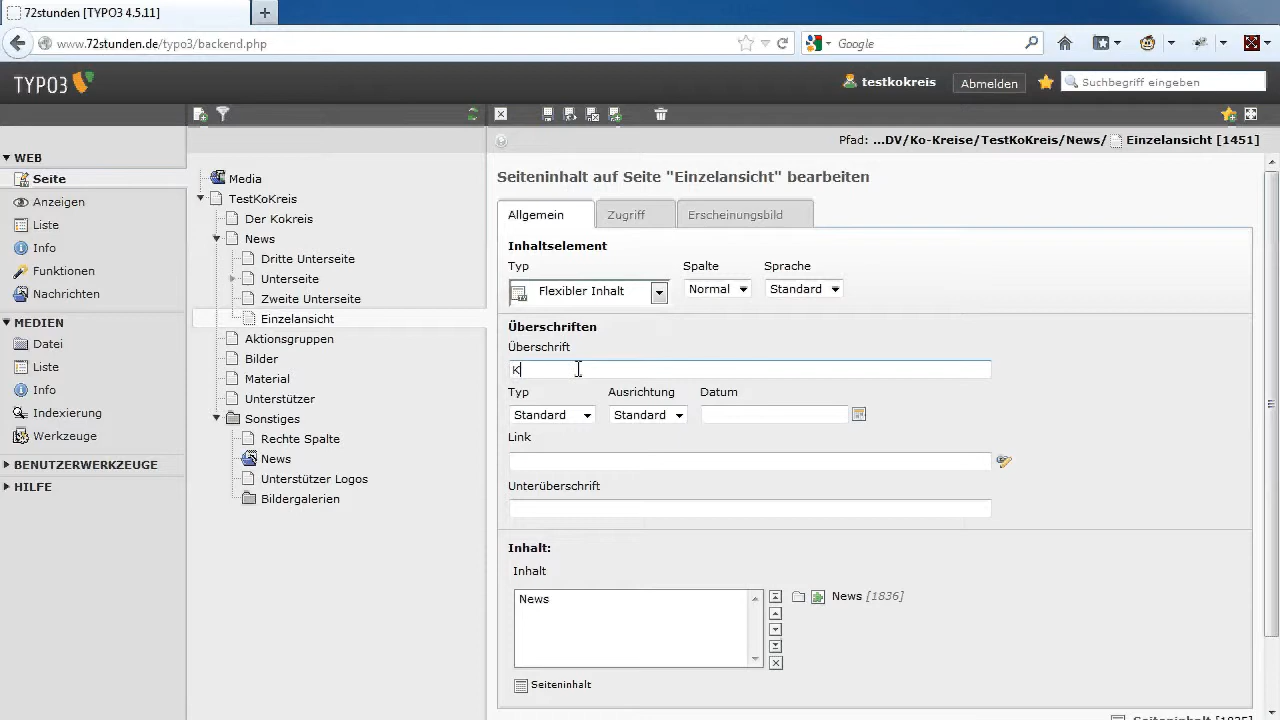 72stunden [TYPO3 4.5.11]
www.72stunden.de/typo3/backend.php
Google
TYPO3
testkokreis
Abmelden
Suchbegriff eingeben
Pfad: ...DV/Ko-Kreise/TestKoKreis/News/ Einzelansicht [1451]
WEB
Seite
Anzeigen
Liste
Info
Funktionen
Nachrichten
MEDIEN
Datei
Liste
Info
Indexierung
Werkzeuge
BENUTZERWERKZEUGE
HILFE
Media
TestKoKreis
Der Kokreis
News
Dritte Unterseite
Unterseite
Zweite Unterseite
Einzelansicht
Aktionsgruppen
Bilder
Material
Unterstützer
Sonstiges
Rechte Spalte
News
Unterstützer Logos
Bildergalerien
Seiteninhalt auf Seite "Einzelansicht" bearbeiten
Allgemein Zugriff Erscheinungsbild
Inhaltselement
Typ Spalte Sprache
Flexibler Inhalt Normal Standard
Überschriften
Überschrift
K
Typ Ausrichtung Datum
Standard Standard
Link
Unterüberschrift
Inhalt:
Inhalt
News
News [1836]
Seiteninhalt